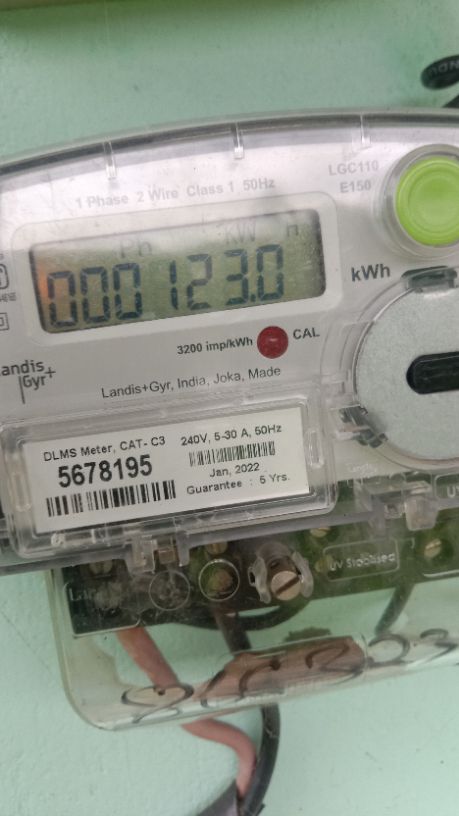 LGC110
E150
1 Phase 2 Wire Class 1 50Hz
Ph KW h
000123.0
kWh
3200 imp/kWh CAL
Landis+
Gyr
Landis+Gyr, India, Joka, Made
DLMS Meter, CAT- C3 240V, 5-30 A, 50Hz
5678195
Jan, 2022
Guarantee : 5 Yrs.
UV Stabilised